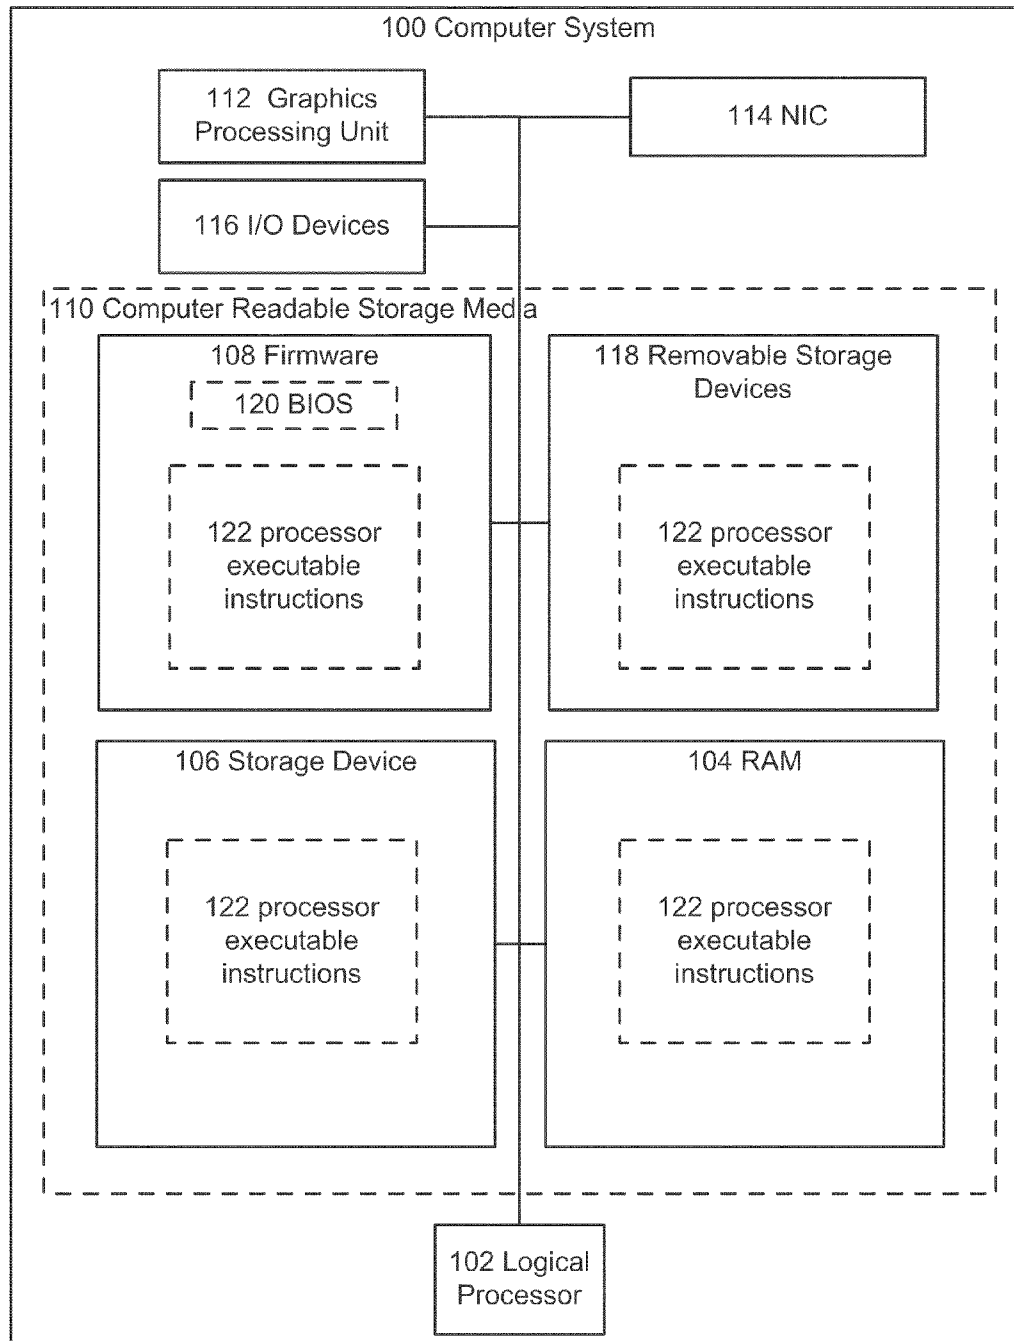 100 Computer System
112 Graphics
Processing Unit
114 NIC
116 I/O Devices
110 Computer Readable Storage Media
108 Firmware
120 BIOS
122 processor
executable
instructions
118 Removable Storage
Devices
122 processor
executable
instructions
106 Storage Device
122 processor
executable
instructions
104 RAM
122 processor
executable
instructions
102 Logical
Processor